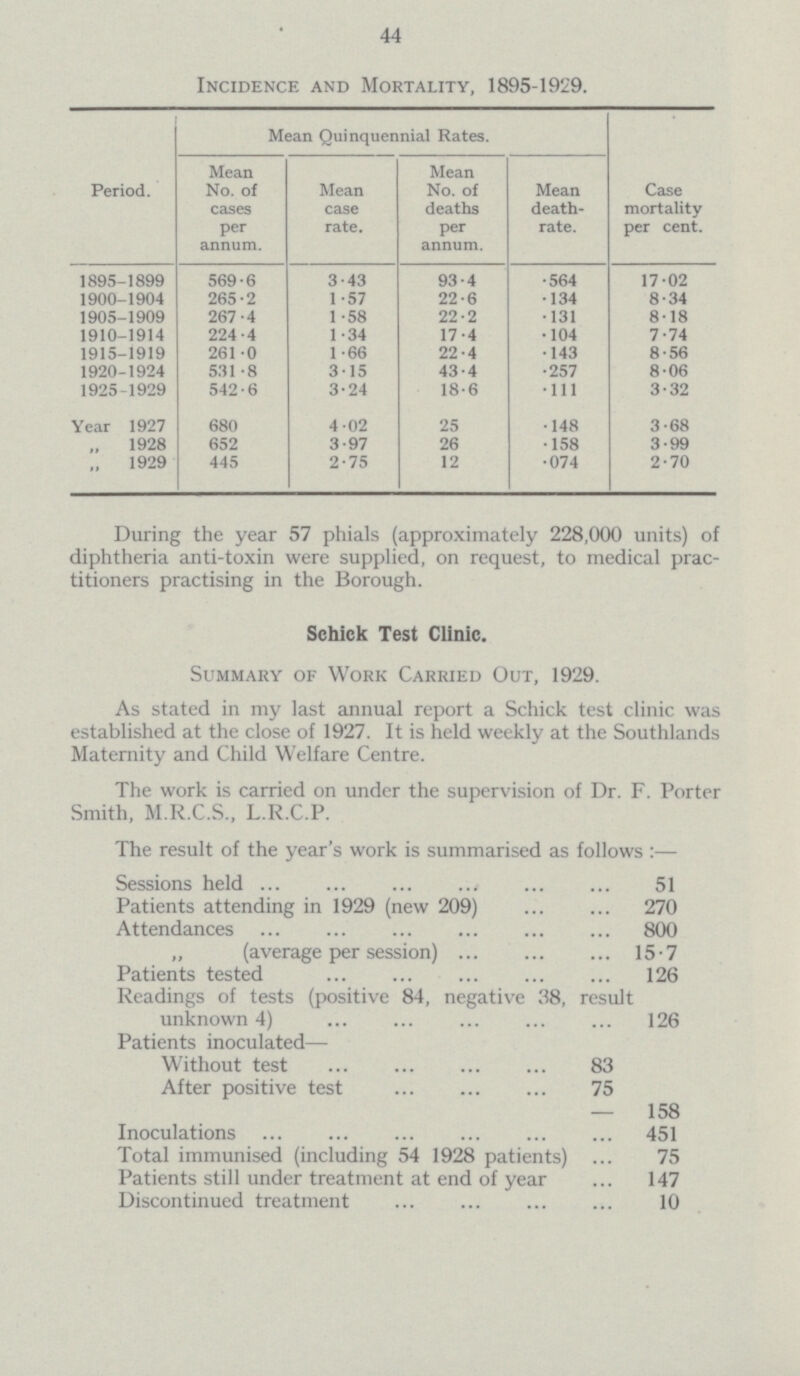 44
INCIDENCE AND MORTALITY, 1895-1929.
Period. | Mean Quinquennial Rates. | Case mortality per cent.
Mean No. of cases per annum. | Mean case rate. | Mean No. of deaths per annum. | Mean death-rate.
1895-1899 569·6 3·43 93·4 ·564 17·02
1900-1904 265·2 1·57 22·6 ·134 8·34
1905-1909 267·4 1·58 22·2 ·131 8·18
1910-1914 224·4 1·34 17·4 ·104 7·74
1915-1919 261·0 1·66 22·4 ·143 8·56
1920-1924 531·8 3·15 43·4 ·257 8·06
1925-1929 542·6 3·24 18·6 ·111 3·32
Year 1927 680 4·02 25 ·148 3·68
„ 1928 652 3·97 26 ·158 3·99
„ 1929 445 2·75 12 ·074 2·70
During the year 57 phials (approximately 228,000 units) of
diphtheria anti-toxin were supplied, on request, to medical prac-
titioners practising in the Borough.
Schick Test Clinic.
SUMMARY OF WORK CARRIED OUT, 1929.
As stated in my last annual report a Schick test clinic was
established at the close of 1927. It is held weekly at the Southlands
Maternity and Child Welfare Centre.
The work is carried on under the supervision of Dr. F. Porter
Smith, M.R.C.S., L.R.C.P.
The result of the year's work is summarised as follows :—
Sessions held ... ... ... ... ... ... 51
Patients attending in 1929 (new 209) ... ... 270
Attendances ... ... ... ... ... ... 800
„ (average per session) ... ... ... 15·7
Patients tested ... ... ... ... ... 126
Readings of tests (positive 84, negative 38, result
unknown 4) ... ... ... ... ... 126
Patients inoculated—
Without test ... ... ... ... 83
After positive test ... ... ... 75
— 158
Inoculations ... ... ... ... ... ... 451
Total immunised (including 54 1928 patients) ... 75
Patients still under treatment at end of year ... 147
Discontinued treatment ... ... ... ... 10